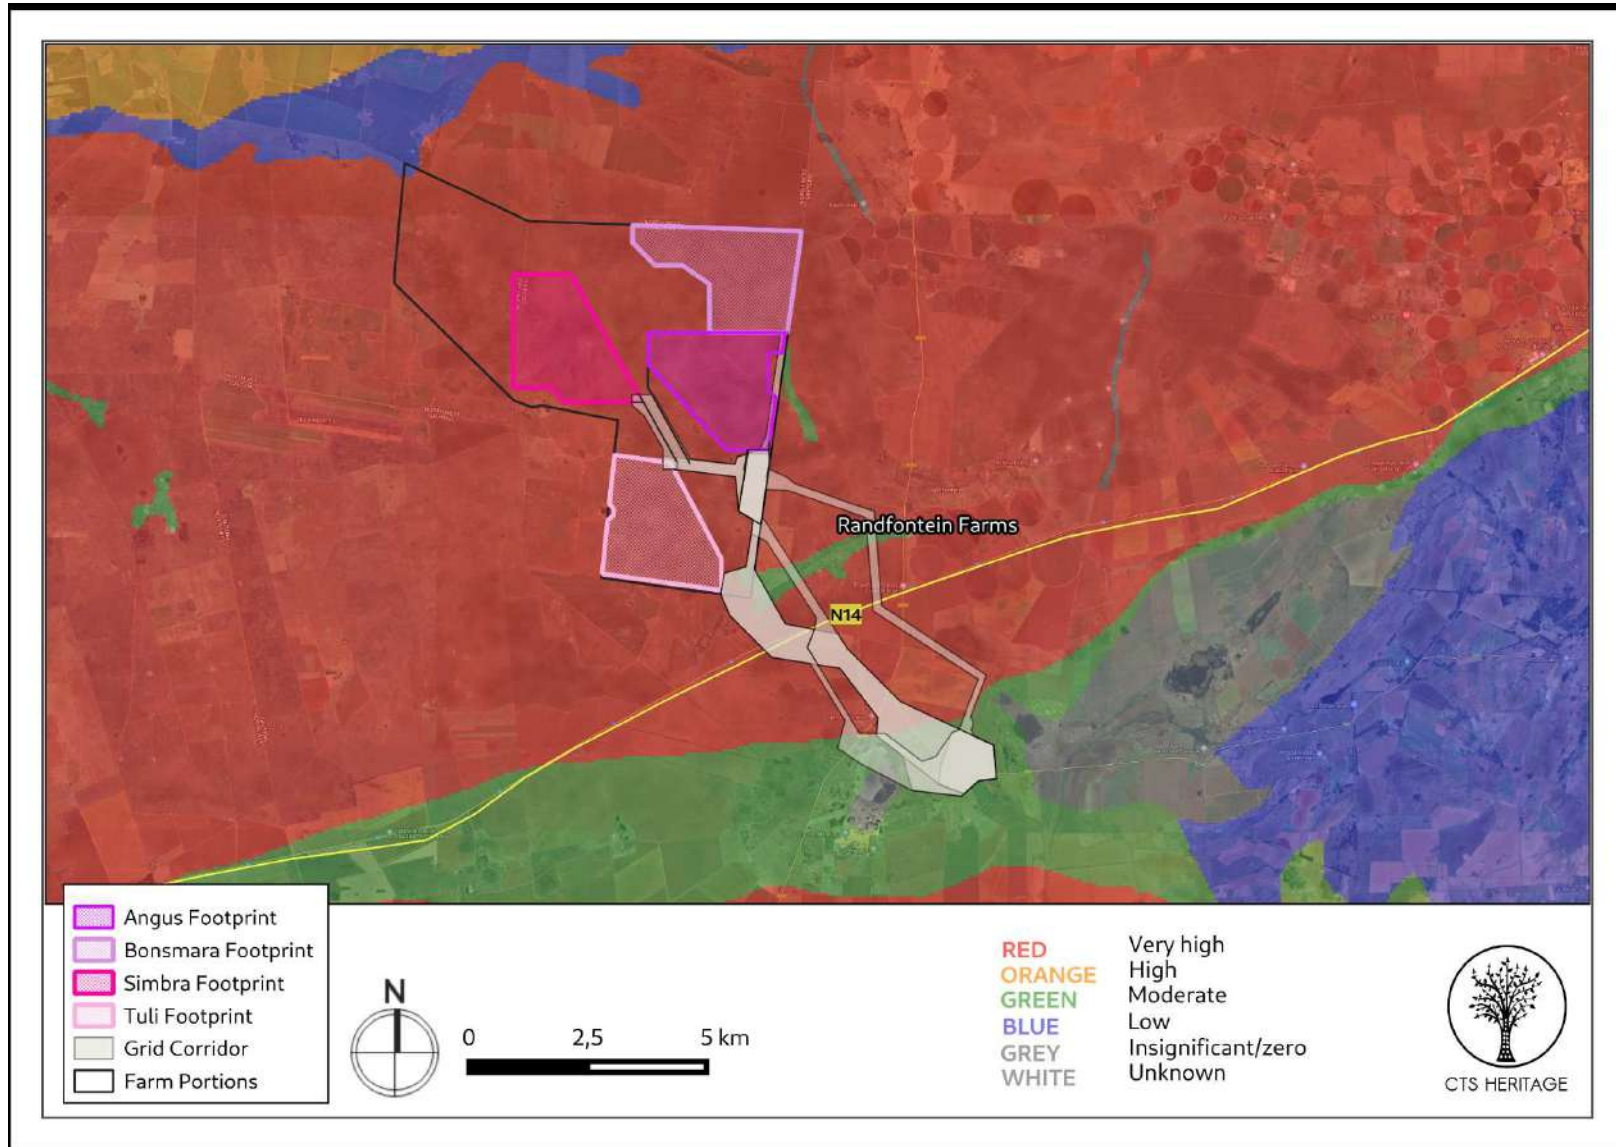 Randfontein Farms
N14
Angus Footprint
Bonsmara Footprint
Simbra Footprint
Tuli Footprint
Grid Corridor
Farm Portions
N
0 2,5 5 km
RED Very high
ORANGE High
GREEN Moderate
BLUE Low
GREY Insignificant/zero
WHITE Unknown
CTS HERITAGE